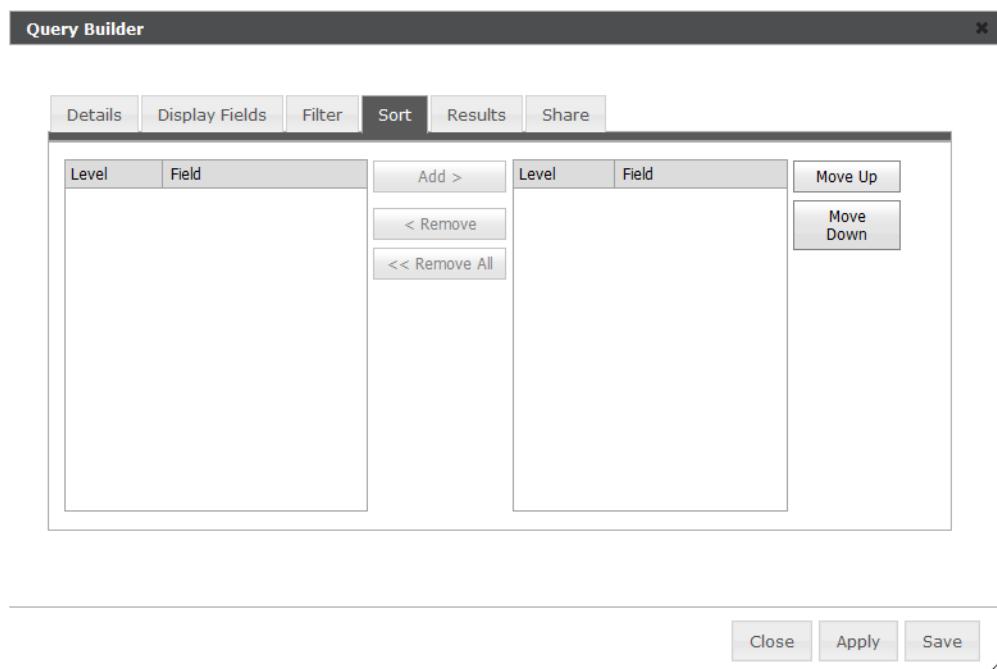 Query Builder
Details Display Fields Filter Sort Results Share
Level Field Add > Level Field Move Up
< Remove Move
Down
<< Remove All
Close Apply Save